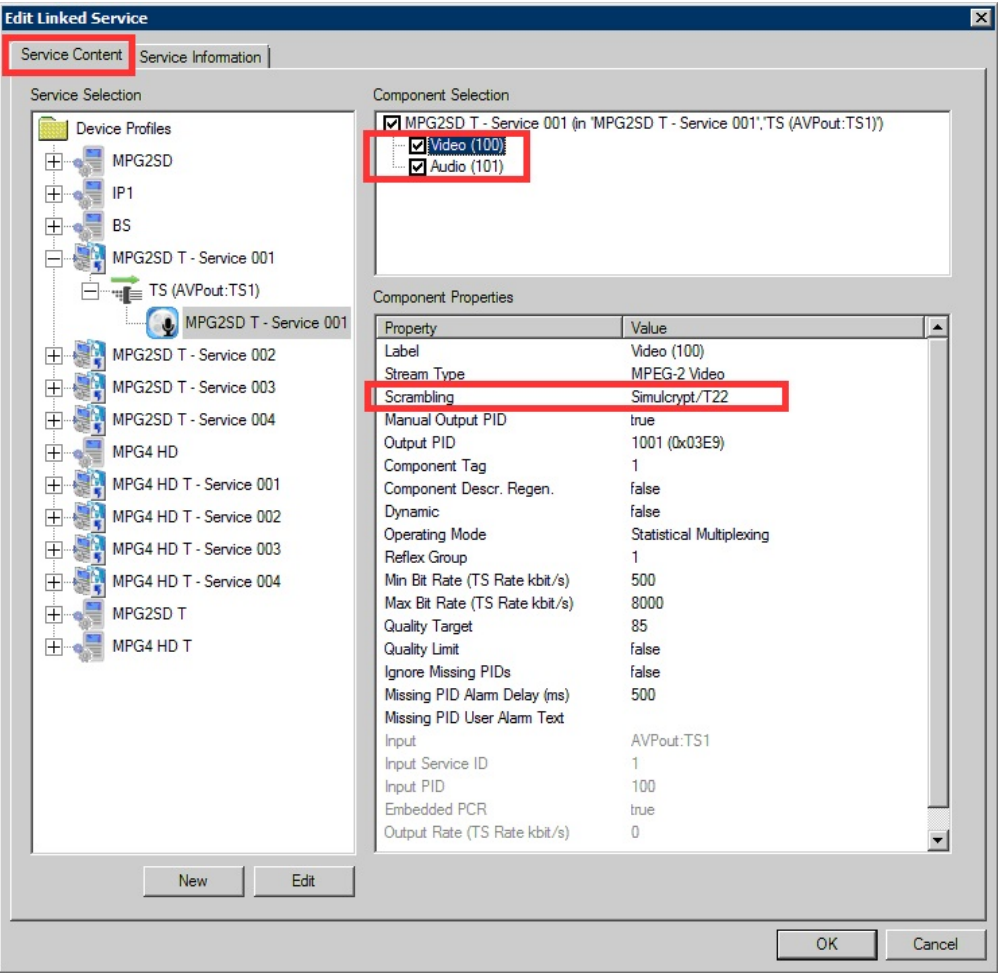 Edit Linked Service
Service Content Service Information
Service Selection
Device Profiles
MPG2SD
IP1
BS
MPG2SD T - Service 001
TS (AVPout:TS1)
MPG2SD T - Service 001
MPG2SD T - Service 002
MPG2SD T - Service 003
MPG2SD T - Service 004
MPG4 HD
MPG4 HD T - Service 001
MPG4 HD T - Service 002
MPG4 HD T - Service 003
MPG4 HD T - Service 004
MPG2SD T
MPG4 HD T
New Edit
Component Selection
MPG2SD T - Service 001 (in 'MPG2SD T - Service 001','TS (AVPout:TS1)')
Video (100)
Audio (101)
Component Properties
Property Value
Label Video (100)
Stream Type MPEG-2 Video
Scrambling Simulcrypt/T22
Manual Output PID true
Output PID 1001 (0x03E9)
Component Tag 1
Component Descr. Regen. false
Dynamic false
Operating Mode Statistical Multiplexing
Reflex Group 1
Min Bit Rate (TS Rate kbit/s) 500
Max Bit Rate (TS Rate kbit/s) 8000
Quality Target 85
Quality Limit false
Ignore Missing PIDs false
Missing PID Alarm Delay (ms) 500
Missing PID User Alarm Text
Input AVPout:TS1
Input Service ID 1
Input PID 100
Embedded PCR true
Output Rate (TS Rate kbit/s) 0
OK Cancel